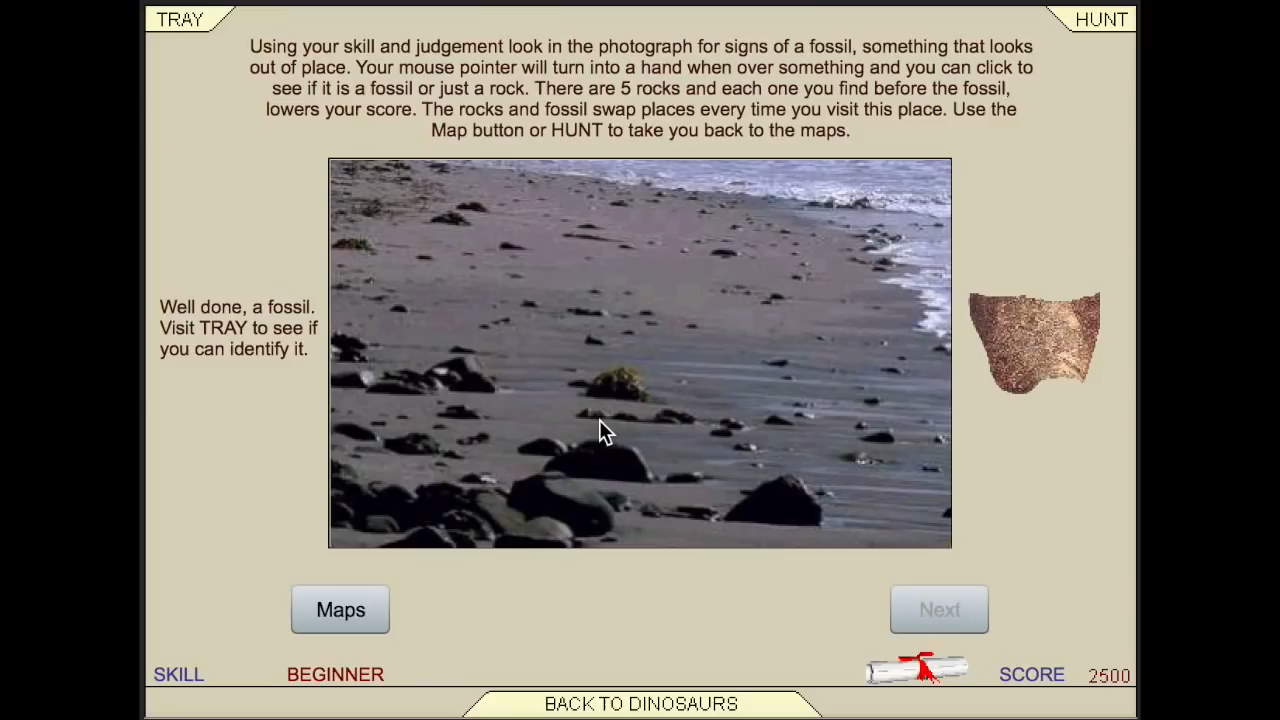 TRAY
HUNT
Using your skill and judgement look in the photograph for signs of a fossil, something that looks
out of place. Your mouse pointer will turn into a hand when over something and you can click to
see if it is a fossil or just a rock. There are 5 rocks and each one you find before the fossil,
lowers your score. The rocks and fossil swap places every time you visit this place. Use the
Map button or HUNT to take you back to the maps.
Well done, a fossil.
Visit TRAY to see if
you can identify it.
Maps
Next
SKILL
BEGINNER
SCORE
2500
BACK TO DINOSAURS